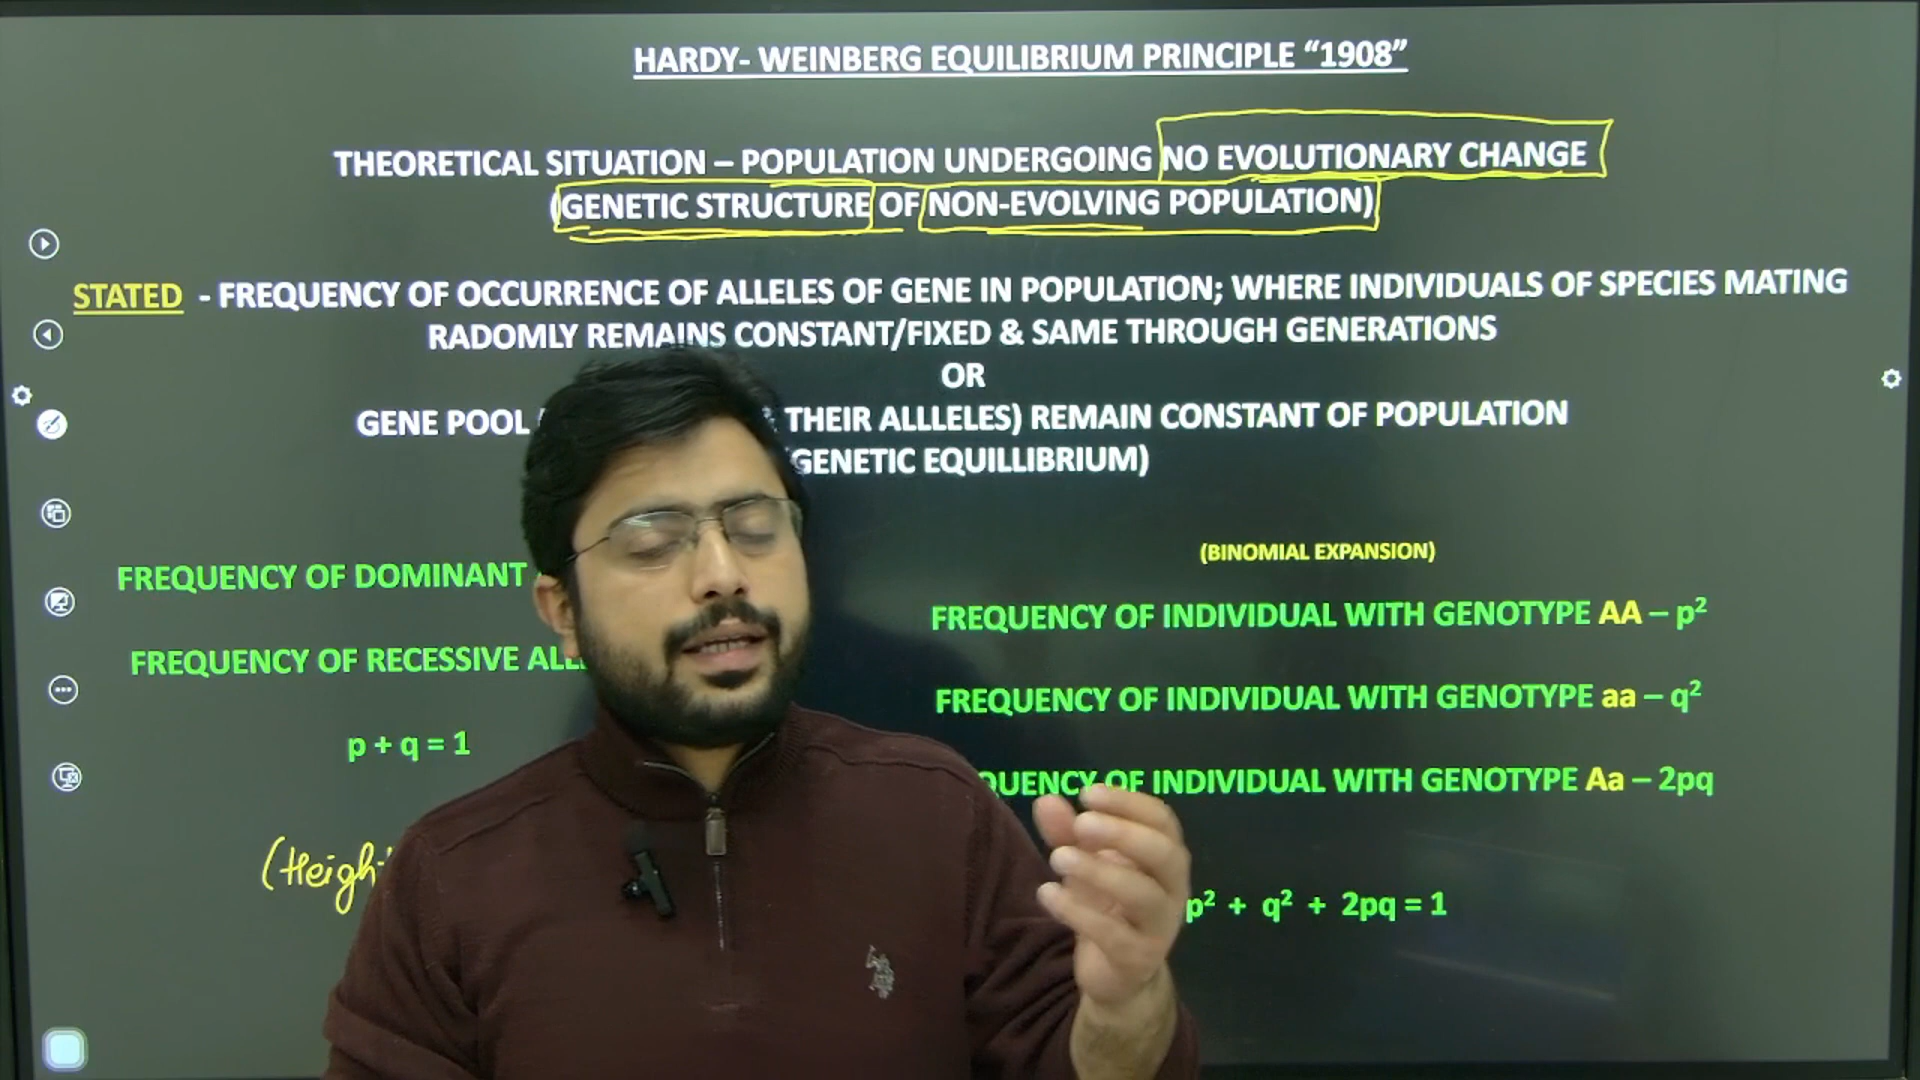 HARDY- WEINBERG EQUILIBRIUM PRINCIPLE “1908”
THEORETICAL SITUATION – POPULATION UNDERGOING NO EVOLUTIONARY CHANGE
(GENETIC STRUCTURE OF NON-EVOLVING POPULATION)
STATED - FREQUENCY OF OCCURRENCE OF ALLELES OF GENE IN POPULATION; WHERE INDIVIDUALS OF SPECIES MATING
RADOMLY REMAINS CONSTANT/FIXED & SAME THROUGH GENERATIONS
OR
GENE POOL THEIR ALLLELES) REMAIN CONSTANT OF POPULATION
GENETIC EQUILLIBRIUM)
FREQUENCY OF DOMINANT
FREQUENCY OF RECESSIVE
p + q = 1
(Heigh
(BINOMIAL EXPANSION)
FREQUENCY OF INDIVIDUAL WITH GENOTYPE AA – p²
FREQUENCY OF INDIVIDUAL WITH GENOTYPE aa – q²
OF INDIVIDUAL WITH GENOTYPE Aa – 2pq
p² + q² + 2pq = 1